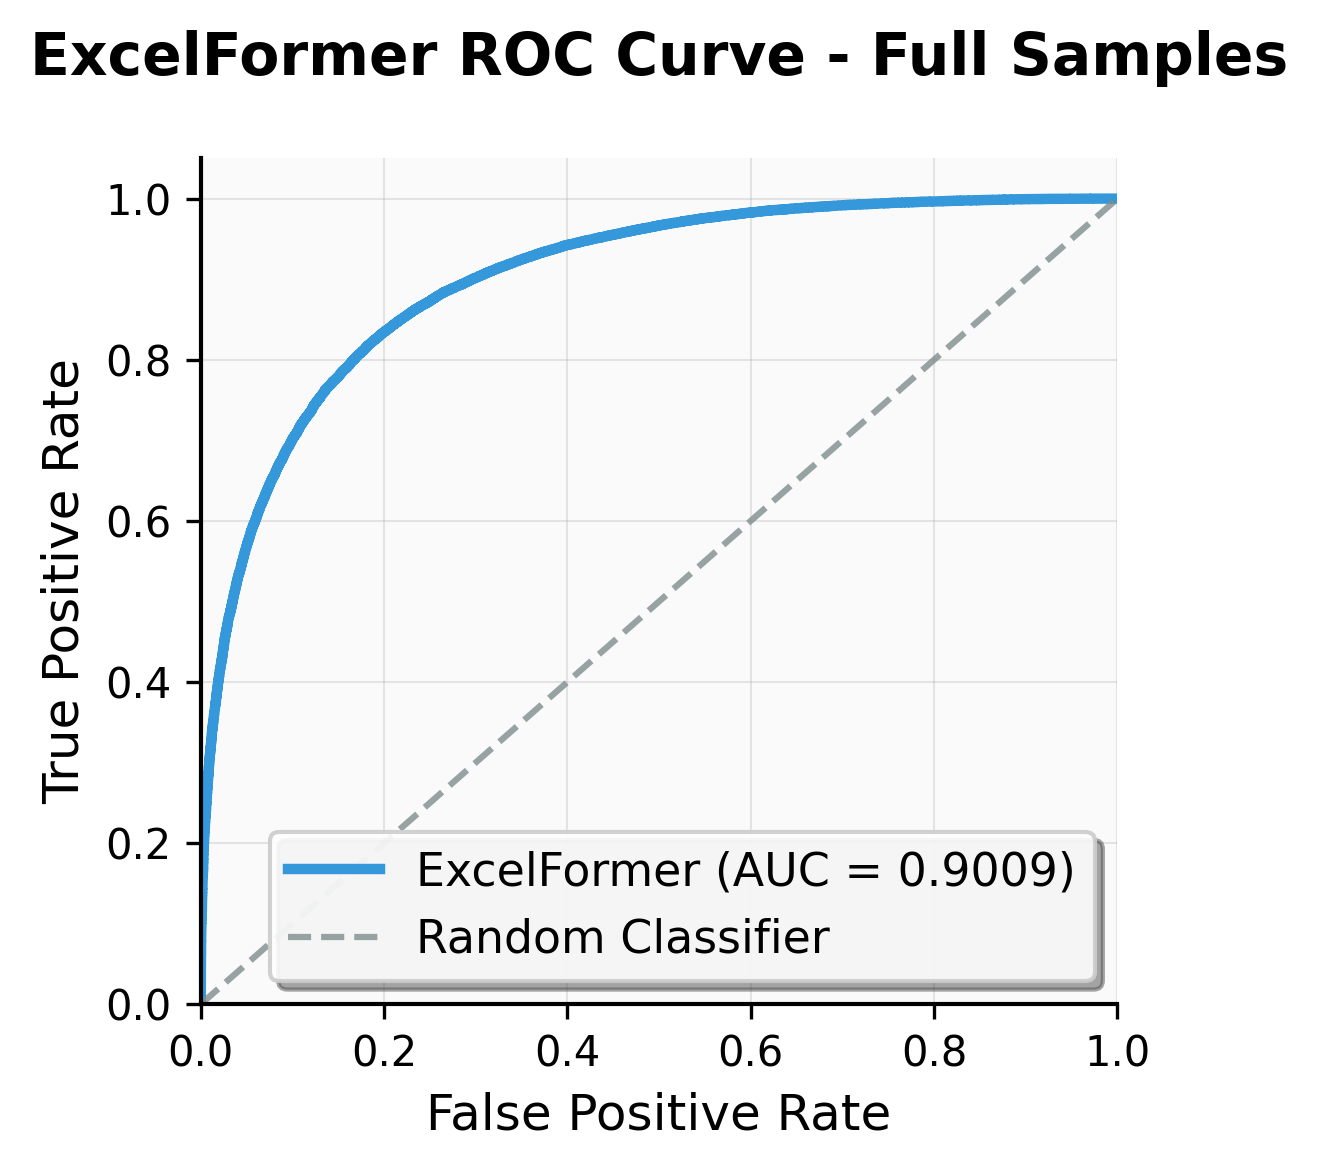 ExcelFormer ROC Curve - Full Samples
1.0
0.8
0.6
0.4
0.2
0.0
True Positive Rate
ExcelFormer (AUC = 0.9009)
Random Classifier
0.0 0.2 0.4 0.6 0.8 1.0
False Positive Rate